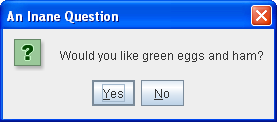 An Inane Question
?
Would you like green eggs and ham?
Yes No